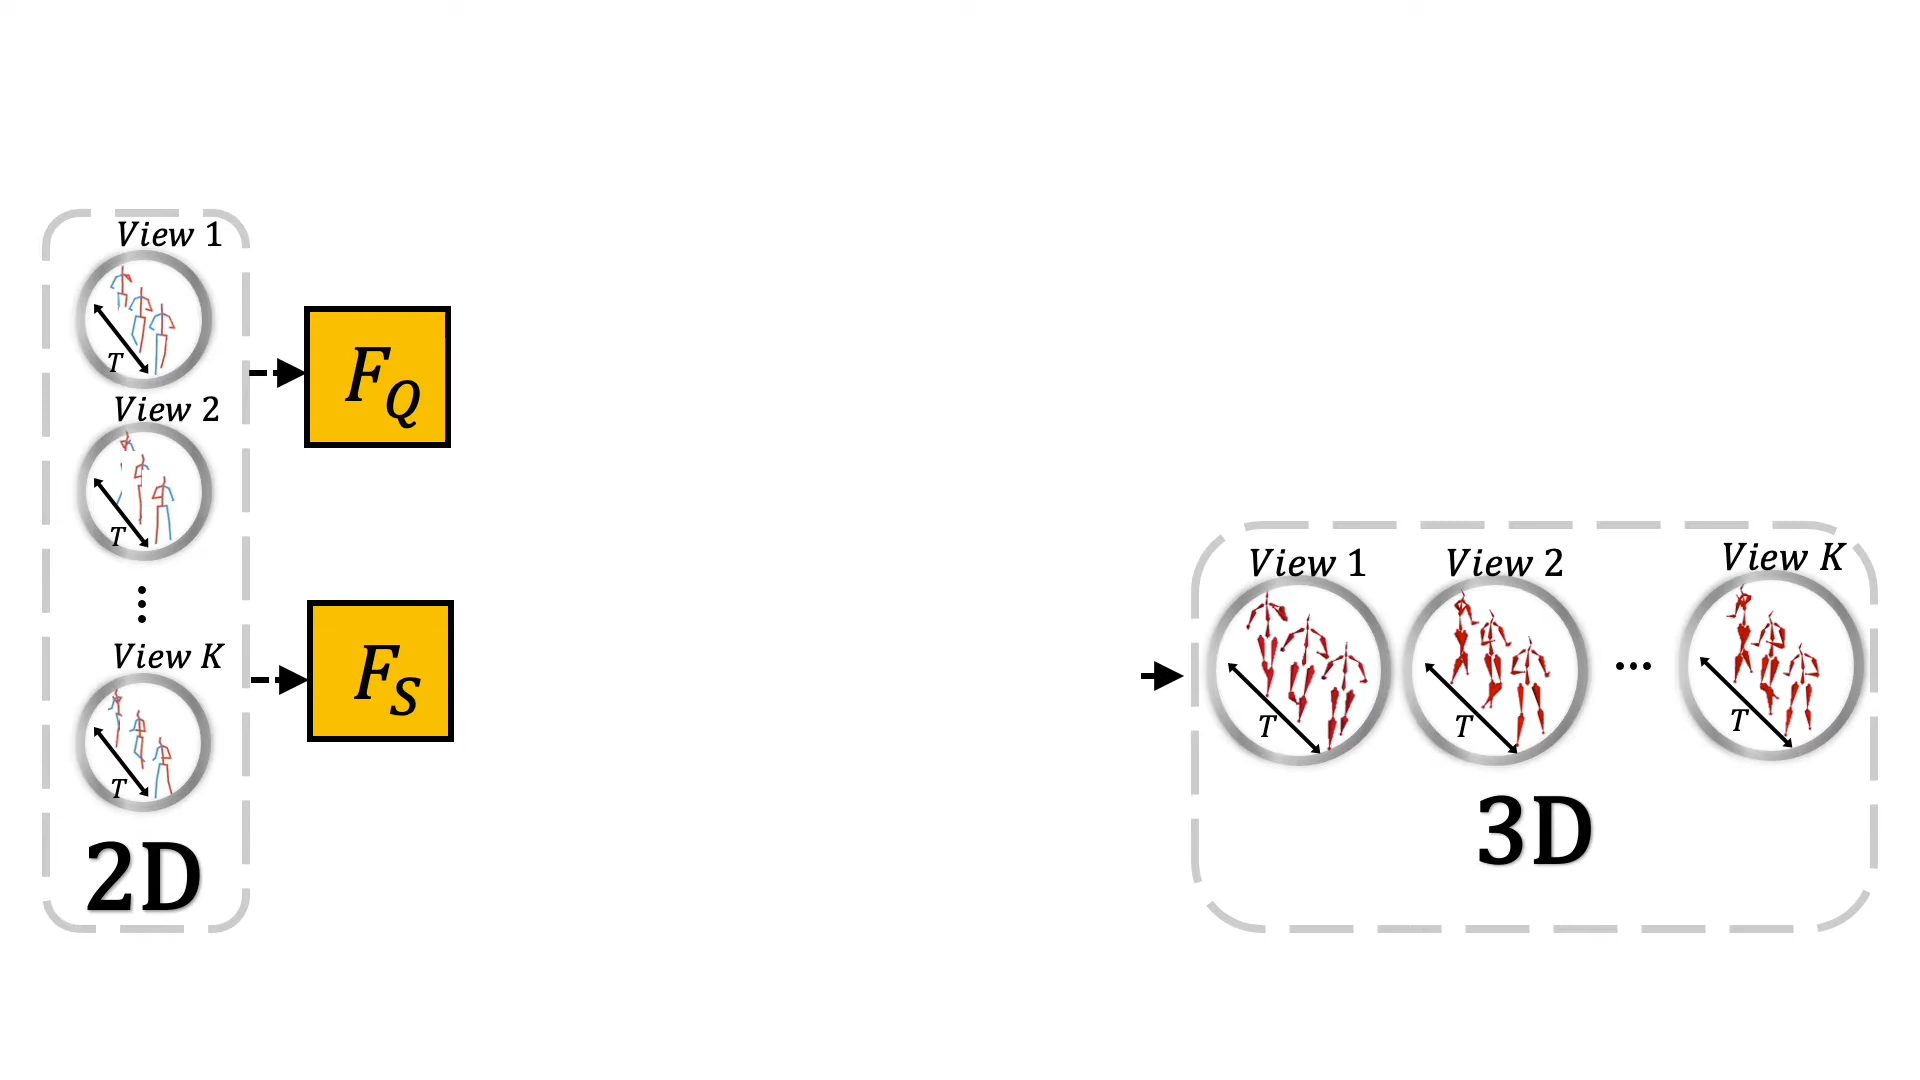 View 1
T
View 2
T
⋮
View K
T
2D
F_Q
F_S
View 1
T
View 2
T
...
View K
T
3D